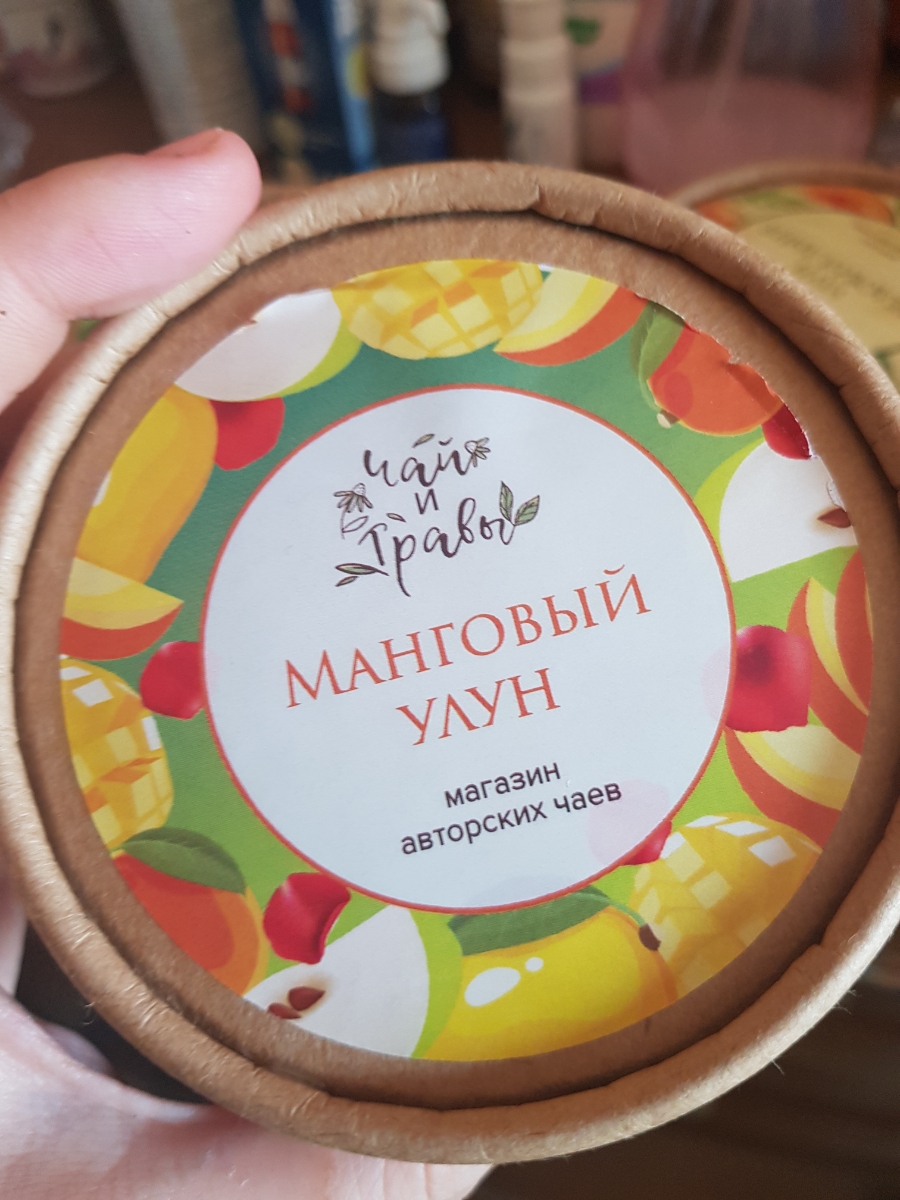 Чай
и
Травы
МАНГОВЫЙ
УЛУН
магазин
авторских чаев